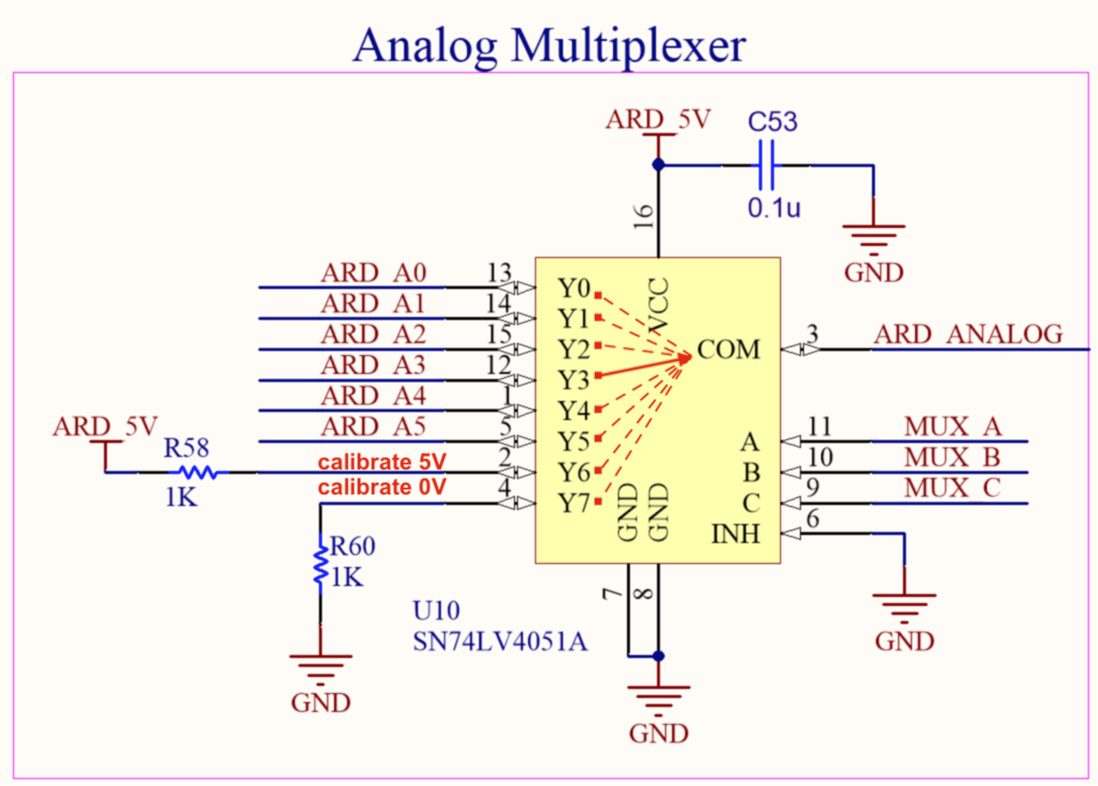 Analog Multiplexer
ARD_5V
C53
0.1u
16
GND
ARD_A0 13 Y0
ARD_A1 14 Y1
ARD_A2 15 Y2
ARD_A3 12 Y3
ARD_A4 1 Y4
ARD_A5 5 Y5
VCC
COM 3 ARD_ANALOG
ARD_5V
R58
1K
calibrate 5V 2 Y6
calibrate 0V 4 Y7
A 11 MUX_A
B 10 MUX_B
C 9 MUX_C
INH 6
GND
GND
GND
R60
1K
GND
7
8
U10
SN74LV4051A
GND